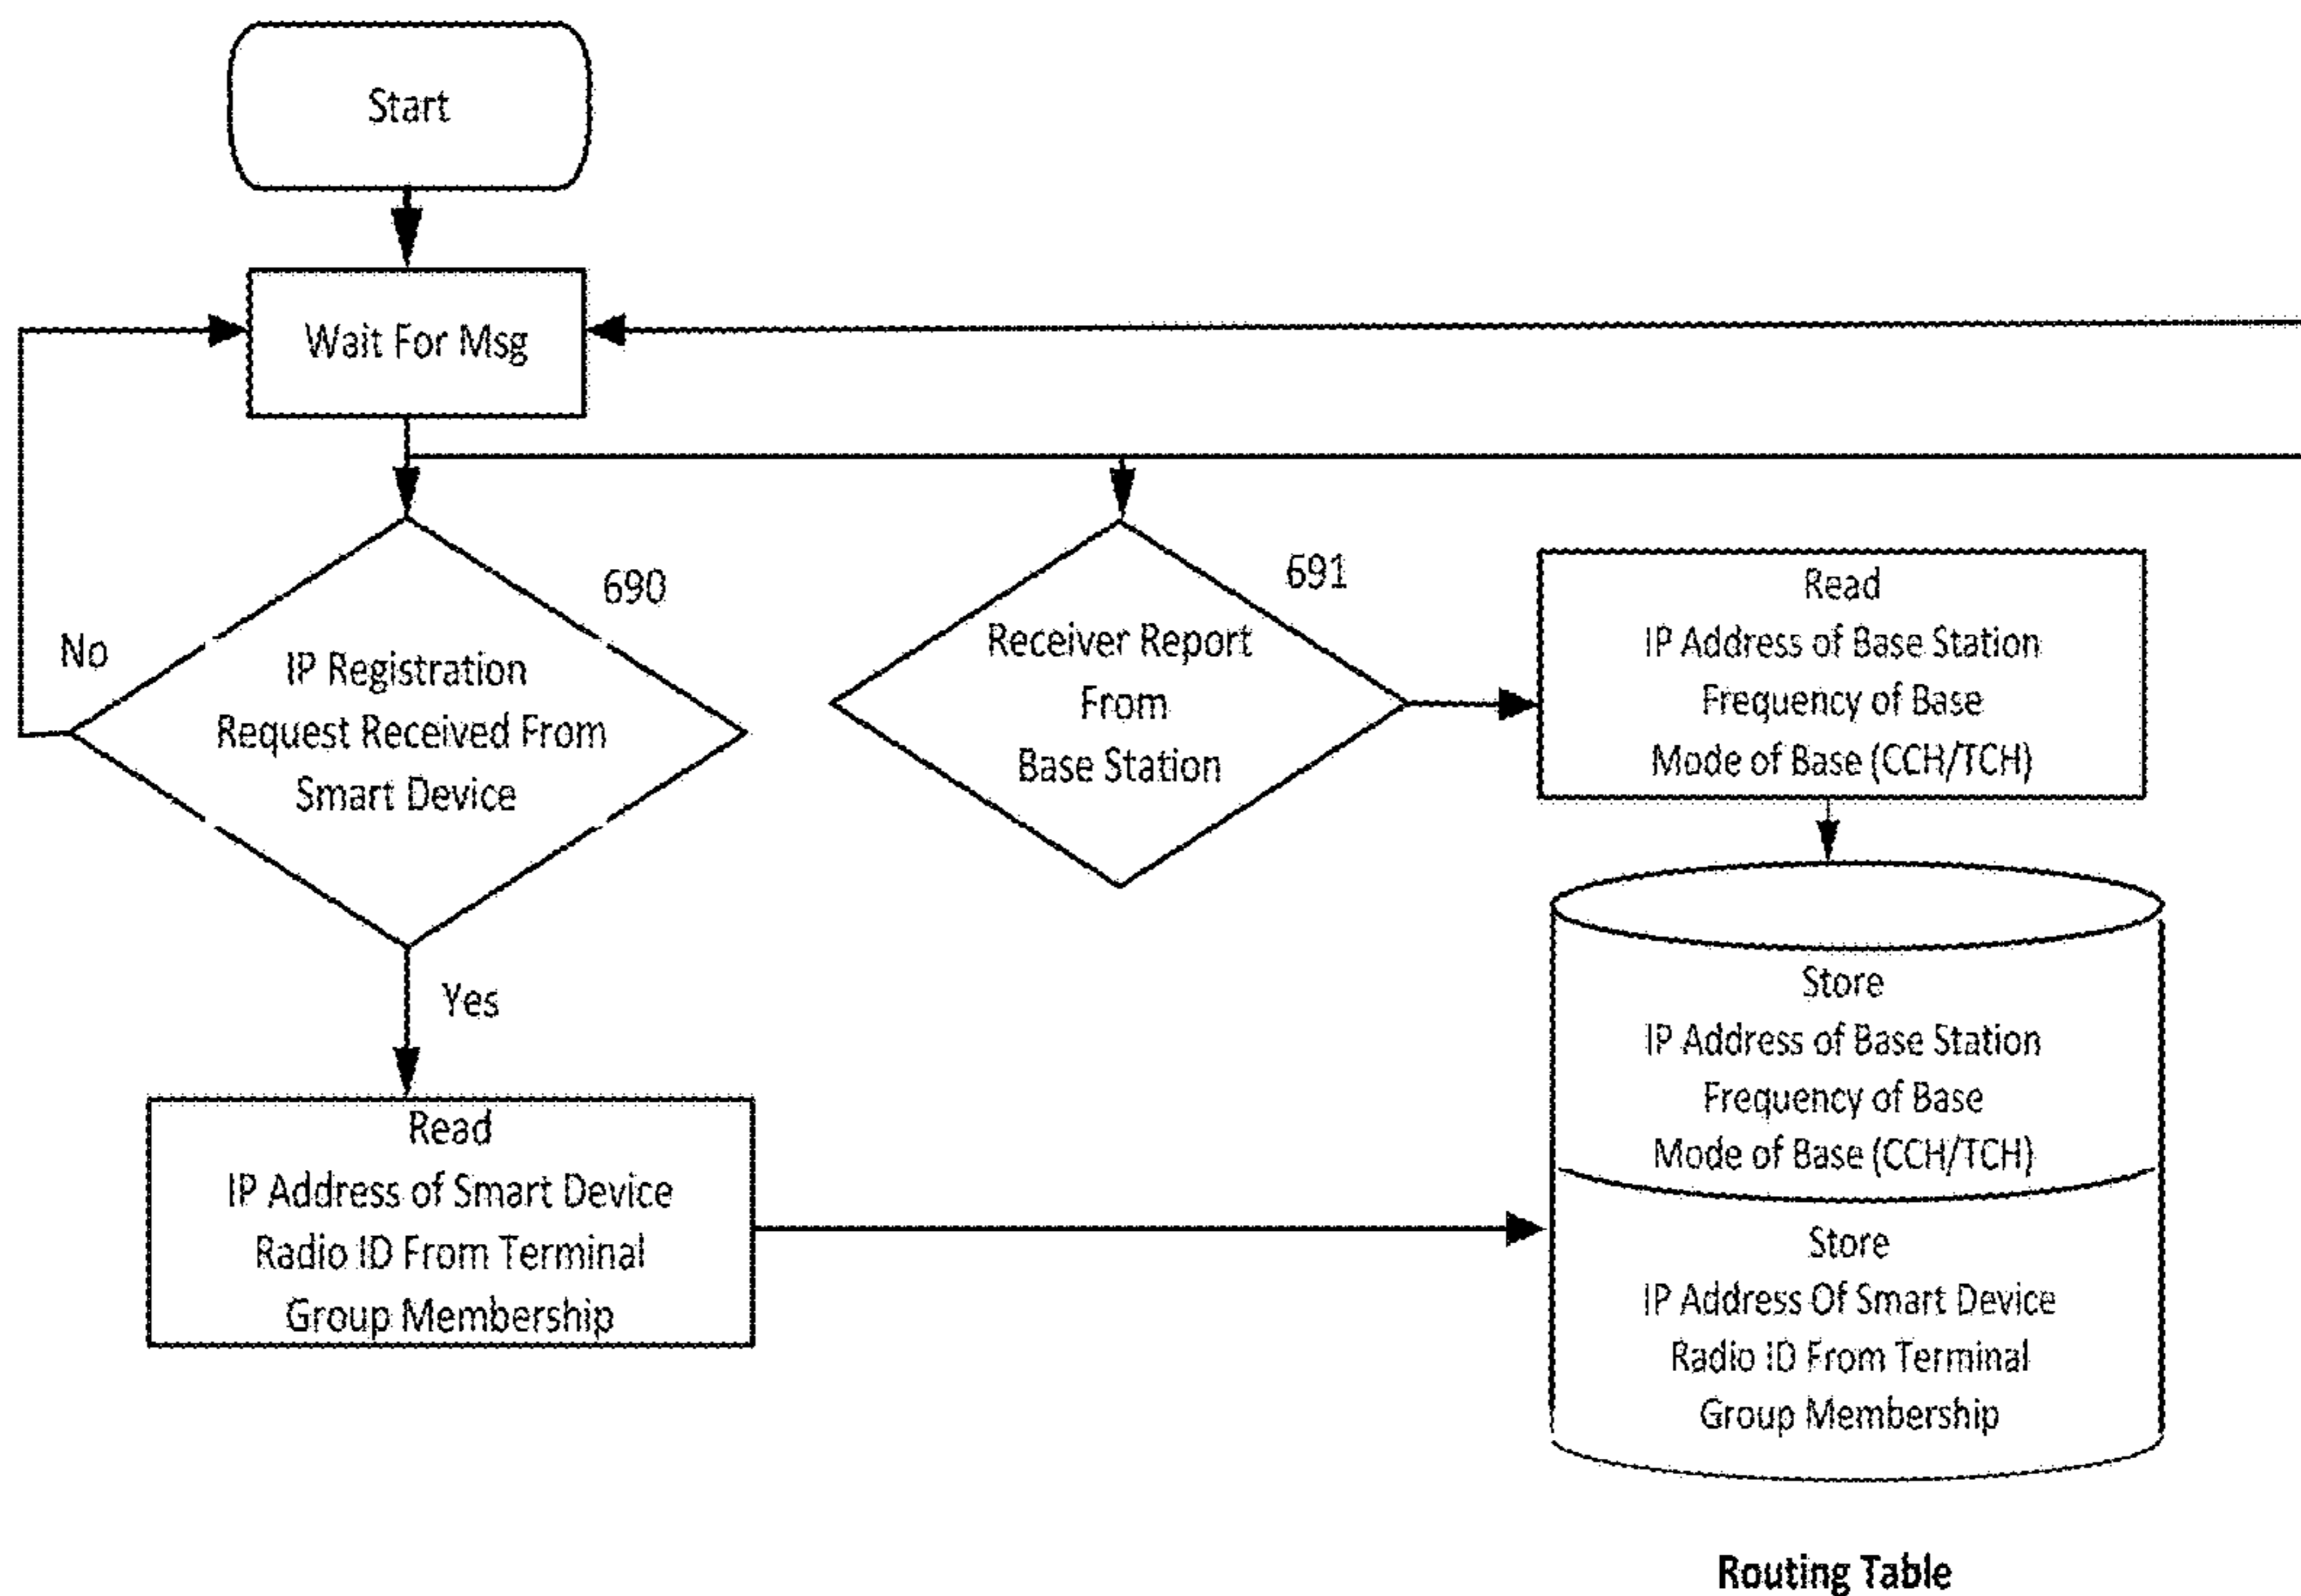 Start
Wait For Msg
690
No
IP Registration
Request Received From
Smart Device
Yes
Read
IP Address of Smart Device
Radio ID From Terminal
Group Membership
691
Receiver Report
From
Base Station
Read
IP Address of Base Station
Frequency of Base
Mode of Base (CCH/TCH)
Store
IP Address of Base Station
Frequency of Base
Mode of Base (CCH/TCH)
Store
IP Address Of Smart Device
Radio ID From Terminal
Group Membership
Routing Table